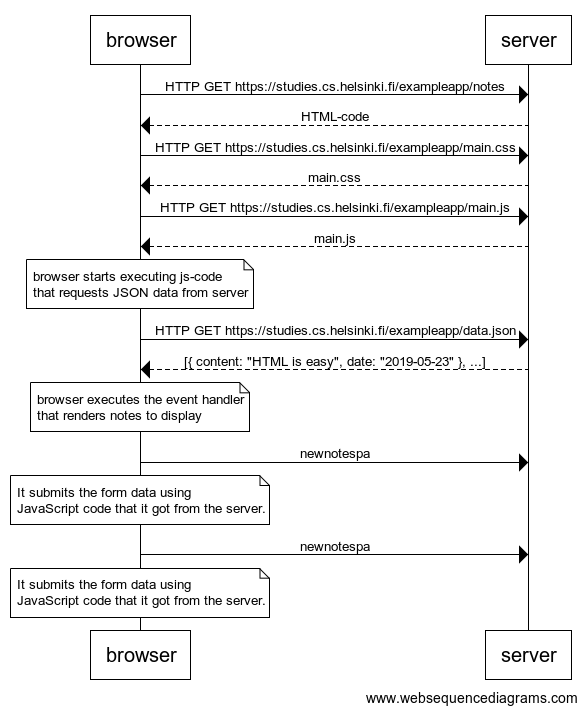 browser
server
HTTP GET https://studies.cs.helsinki.fi/exampleapp/notes
HTML-code
HTTP GET https://studies.cs.helsinki.fi/exampleapp/main.css
main.css
HTTP GET https://studies.cs.helsinki.fi/exampleapp/main.js
main.js
browser starts executing js-code
that requests JSON data from server
HTTP GET https://studies.cs.helsinki.fi/exampleapp/data.json
[{ content: "HTML is easy", date: "2019-05-23" }, ...]
browser executes the event handler
that renders notes to display
newnotespa
It submits the form data using
JavaScript code that it got from the server.
newnotespa
It submits the form data using
JavaScript code that it got from the server.
browser
server
www.websequencediagrams.com